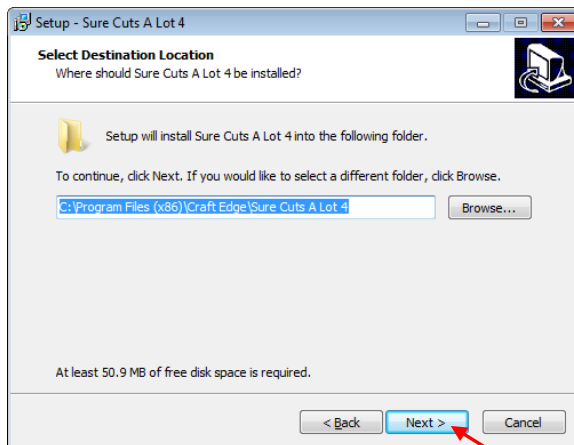 Setup - Sure Cuts A Lot 4
Select Destination Location
Where should Sure Cuts A Lot 4 be installed?
Setup will install Sure Cuts A Lot 4 into the following folder.
To continue, click Next. If you would like to select a different folder, click Browse.
C:\Program Files (x86)\Craft Edge\Sure Cuts A Lot 4
Browse...
At least 50.9 MB of free disk space is required.
< Back
Next >
Cancel